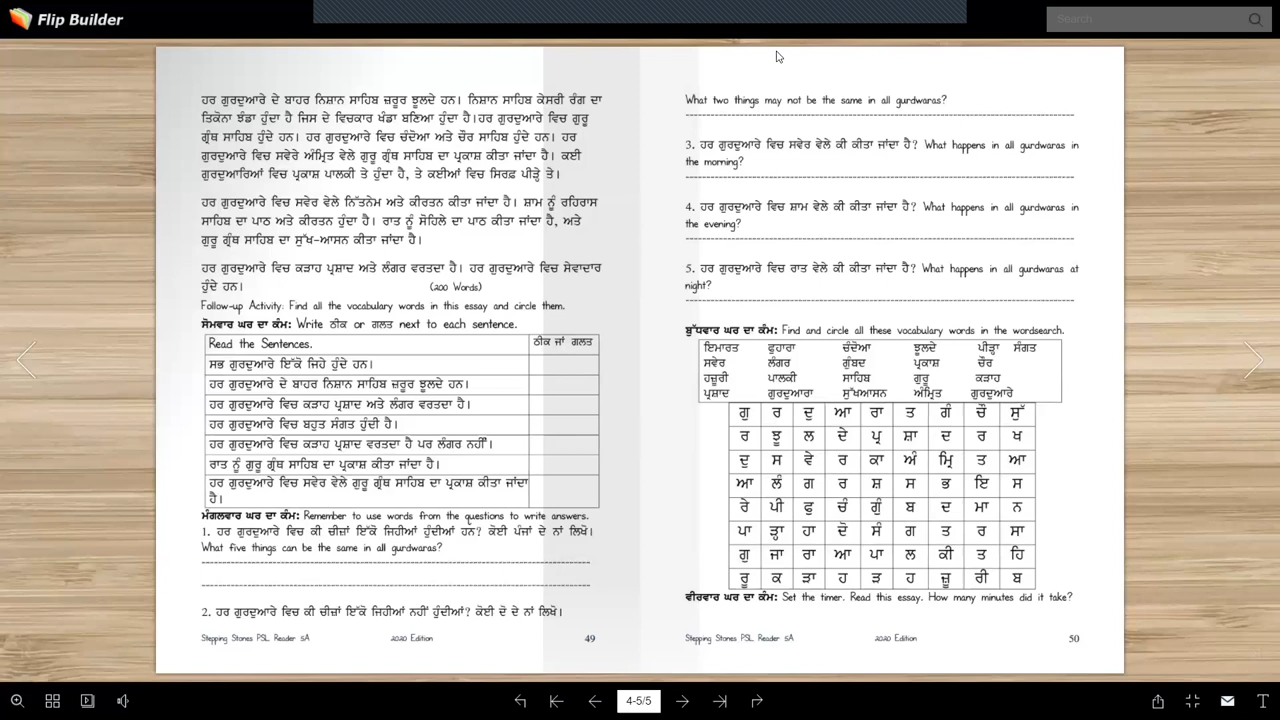 Flip Builder
Search
ਹਰ ਗੁਰਦੁਆਰੇ ਦੇ ਬਾਹਰ ਨਿਸ਼ਾਨ ਸਾਹਿਬ ਜ਼ਰੂਰ ਝੂਲਦੇ ਹਨ। ਨਿਸ਼ਾਨ ਸਾਹਿਬ ਕੇਸਰੀ ਰੰਗ ਦਾ
ਤਿਕੋਨਾ ਝੰਡਾ ਹੁੰਦਾ ਹੈ ਜਿਸ ਦੇ ਵਿਚਕਾਰ ਖੰਡਾ ਬਣਿਆ ਹੁੰਦਾ ਹੈ।ਹਰ ਗੁਰਦੁਆਰੇ ਵਿਚ ਗੁਰੂ
ਗ੍ਰੰਥ ਸਾਹਿਬ ਹੁੰਦੇ ਹਨ। ਹਰ ਗੁਰਦੁਆਰੇ ਵਿਚ ਚੰਦੋਆ ਅਤੇ ਚੌਰ ਸਾਹਿਬ ਹੁੰਦੇ ਹਨ। ਹਰ
ਗੁਰਦੁਆਰੇ ਵਿਚ ਸਵੇਰੇ ਅੰਮ੍ਰਿਤ ਵੇਲੇ ਗੁਰੂ ਗ੍ਰੰਥ ਸਾਹਿਬ ਦਾ ਪ੍ਰਕਾਸ਼ ਕੀਤਾ ਜਾਂਦਾ ਹੈ। ਕਈ
ਗੁਰਦੁਆਰਿਆਂ ਵਿਚ ਪ੍ਰਕਾਸ਼ ਪਾਲਕੀ ਤੇ ਹੁੰਦਾ ਹੈ, ਤੇ ਕਈਆਂ ਵਿਚ ਸਿਰਫ਼ ਪੀੜ੍ਹੇ ਤੇ।
ਹਰ ਗੁਰਦੁਆਰੇ ਵਿਚ ਸਵੇਰ ਵੇਲੇ ਨਿੱਤਨੇਮ ਅਤੇ ਕੀਰਤਨ ਕੀਤਾ ਜਾਂਦਾ ਹੈ। ਸ਼ਾਮ ਨੂੰ ਰਹਿਰਾਸ
ਸਾਹਿਬ ਦਾ ਪਾਠ ਅਤੇ ਕੀਰਤਨ ਹੁੰਦਾ ਹੈ। ਰਾਤ ਨੂੰ ਸੋਹਿਲੇ ਦਾ ਪਾਠ ਕੀਤਾ ਜਾਂਦਾ ਹੈ, ਅਤੇ
ਗੁਰੂ ਗ੍ਰੰਥ ਸਾਹਿਬ ਦਾ ਸੁੱਖ-ਆਸਨ ਕੀਤਾ ਜਾਂਦਾ ਹੈ।
ਹਰ ਗੁਰਦੁਆਰੇ ਵਿਚ ਕੜਾਹ ਪ੍ਰਸ਼ਾਦ ਅਤੇ ਲੰਗਰ ਵਰਤਦਾ ਹੈ। ਹਰ ਗੁਰਦੁਆਰੇ ਵਿਚ ਸੇਵਾਦਾਰ
ਹੁੰਦੇ ਹਨ। (200 Words)
Follow-up Activity: Find all the vocabulary words in this essay and circle them.
ਸੋਮਵਾਰ ਘਰ ਦਾ ਕੰਮ: Write ਠੀਕ or ਗਲਤ next to each sentence.
Read the Sentences. ਠੀਕ ਜਾਂ ਗਲਤ
ਸਭ ਗੁਰਦੁਆਰੇ ਇੱਕੋ ਜਿਹੇ ਹੁੰਦੇ ਹਨ।
ਹਰ ਗੁਰਦੁਆਰੇ ਦੇ ਬਾਹਰ ਨਿਸ਼ਾਨ ਸਾਹਿਬ ਜ਼ਰੂਰ ਝੂਲਦੇ ਹਨ।
ਹਰ ਗੁਰਦੁਆਰੇ ਵਿਚ ਕੜਾਹ ਪ੍ਰਸ਼ਾਦ ਅਤੇ ਲੰਗਰ ਵਰਤਦਾ ਹੈ।
ਹਰ ਗੁਰਦੁਆਰੇ ਵਿਚ ਬਹੁਤ ਸੰਗਤ ਹੁੰਦੀ ਹੈ।
ਹਰ ਗੁਰਦੁਆਰੇ ਵਿਚ ਕੜਾਹ ਪ੍ਰਸ਼ਾਦ ਵਰਤਦਾ ਹੈ ਪਰ ਲੰਗਰ ਨਹੀਂ।
ਰਾਤ ਨੂੰ ਗੁਰੂ ਗ੍ਰੰਥ ਸਾਹਿਬ ਦਾ ਪ੍ਰਕਾਸ਼ ਕੀਤਾ ਜਾਂਦਾ ਹੈ।
ਹਰ ਗੁਰਦੁਆਰੇ ਵਿਚ ਸਵੇਰ ਵੇਲੇ ਗੁਰੂ ਗ੍ਰੰਥ ਸਾਹਿਬ ਦਾ ਪ੍ਰਕਾਸ਼ ਕੀਤਾ ਜਾਂਦਾ
ਹੈ।
ਮੰਗਲਵਾਰ ਘਰ ਦਾ ਕੰਮ: Remember to use words from the questions to write answers.
1. ਹਰ ਗੁਰਦੁਆਰੇ ਵਿਚ ਕੀ ਚੀਜ਼ਾਂ ਇੱਕੋ ਜਿਹੀਆਂ ਹੁੰਦੀਆਂ ਹਨ? ਕੋਈ ਪੰਜਾਂ ਦੇ ਨਾਂ ਲਿਖੋ।
What five things can be the same in all gurdwaras?
2. ਹਰ ਗੁਰਦੁਆਰੇ ਵਿਚ ਕੀ ਚੀਜ਼ਾਂ ਇੱਕੋ ਜਿਹੀਆਂ ਨਹੀਂ ਹੁੰਦੀਆਂ? ਕੋਈ ਦੋ ਦੇ ਨਾਂ ਲਿਖੋ।
Stepping Stones PSL Reader 5A 2020 Edition 49
What two things may not be the same in all gurdwaras?
3. ਹਰ ਗੁਰਦੁਆਰੇ ਵਿਚ ਸਵੇਰ ਵੇਲੇ ਕੀ ਕੀਤਾ ਜਾਂਦਾ ਹੈ? What happens in all gurdwaras in
the morning?
4. ਹਰ ਗੁਰਦੁਆਰੇ ਵਿਚ ਸ਼ਾਮ ਵੇਲੇ ਕੀ ਕੀਤਾ ਜਾਂਦਾ ਹੈ? What happens in all gurdwaras in
the evening?
5. ਹਰ ਗੁਰਦੁਆਰੇ ਵਿਚ ਰਾਤ ਵੇਲੇ ਕੀ ਕੀਤਾ ਜਾਂਦਾ ਹੈ? What happens in all gurdwaras at
night?
ਬੁੱਧਵਾਰ ਘਰ ਦਾ ਕੰਮ: Find and circle all these vocabulary words in the wordsearch.
ਇਮਾਰਤ ਫੁਹਾਰਾ ਚੰਦੋਆ ਝੂਲਦੇ ਪੀੜ੍ਹਾ ਸੰਗਤ
ਸਵੇਰ ਲੰਗਰ ਗੁੰਬਦ ਪ੍ਰਕਾਸ਼ ਚੌਰ
ਹਜ਼ੂਰੀ ਪਾਲਕੀ ਸਾਹਿਬ ਗੁਰੂ ਕੜਾਹ
ਪ੍ਰਸ਼ਾਦ ਗੁਰਦੁਆਰਾ ਸੁੱਖਆਸਨ ਅੰਮ੍ਰਿਤ ਗੁਰਦੁਆਰੇ
ਗੁ ਰ ਦੁ ਆ ਰਾ ਤ ਗੰ ਚੌ ਸੁੱ
ਰ ਝੂ ਲ ਦੇ ਪ੍ਰ ਸ਼ਾ ਦ ਰ ਖ
ਦੁ ਸ ਵੇ ਰ ਕਾ ਅੰ ਮ੍ਰਿ ਤ ਆ
ਆ ਲੰ ਗ ਰ ਸ਼ ਸ ਭ ਇ ਸ
ਰੇ ਪੀ ਫੁ ਚੰ ਗੁੰ ਬ ਦ ਮਾ ਨ
ਪਾ ੜ੍ਹਾ ਹਾ ਦੋ ਸੰ ਗ ਤ ਰ ਸਾ
ਗੁ ਜਾ ਰਾ ਆ ਪਾ ਲ ਕੀ ਤ ਹਿ
ਰੂ ਕ ੜਾ ਹ ੜ ਹ ਜ਼ੂ ਰੀ ਬ
ਵੀਰਵਾਰ ਘਰ ਦਾ ਕੰਮ: Set the timer. Read this essay. How many minutes did it take?
Stepping Stones PSL Reader 5A 2020 Edition 50
4-5/5